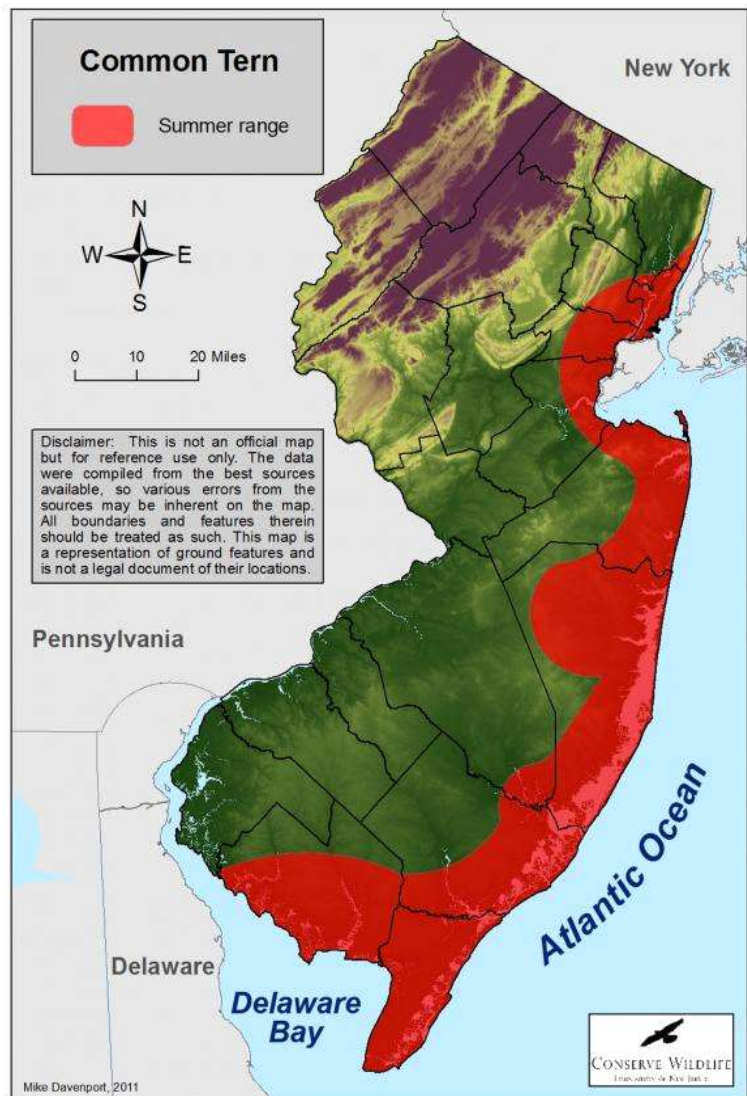 Common Tern
Summer range
New York
N
W E
S
0 10 20 Miles
Disclaimer: This is not an official map
but for reference use only. The data
were compiled from the best sources
available, so various errors from the
sources may be inherent on the map.
All boundaries and features therein
should be treated as such. This map is
a representation of ground features and
is not a legal document of their locations.
Pennsylvania
Atlantic Ocean
Delaware
Delaware
Bay
CONSERVE WILDLIFE
FOUNDATION OF NEW JERSEY
Mike Davenport, 2011